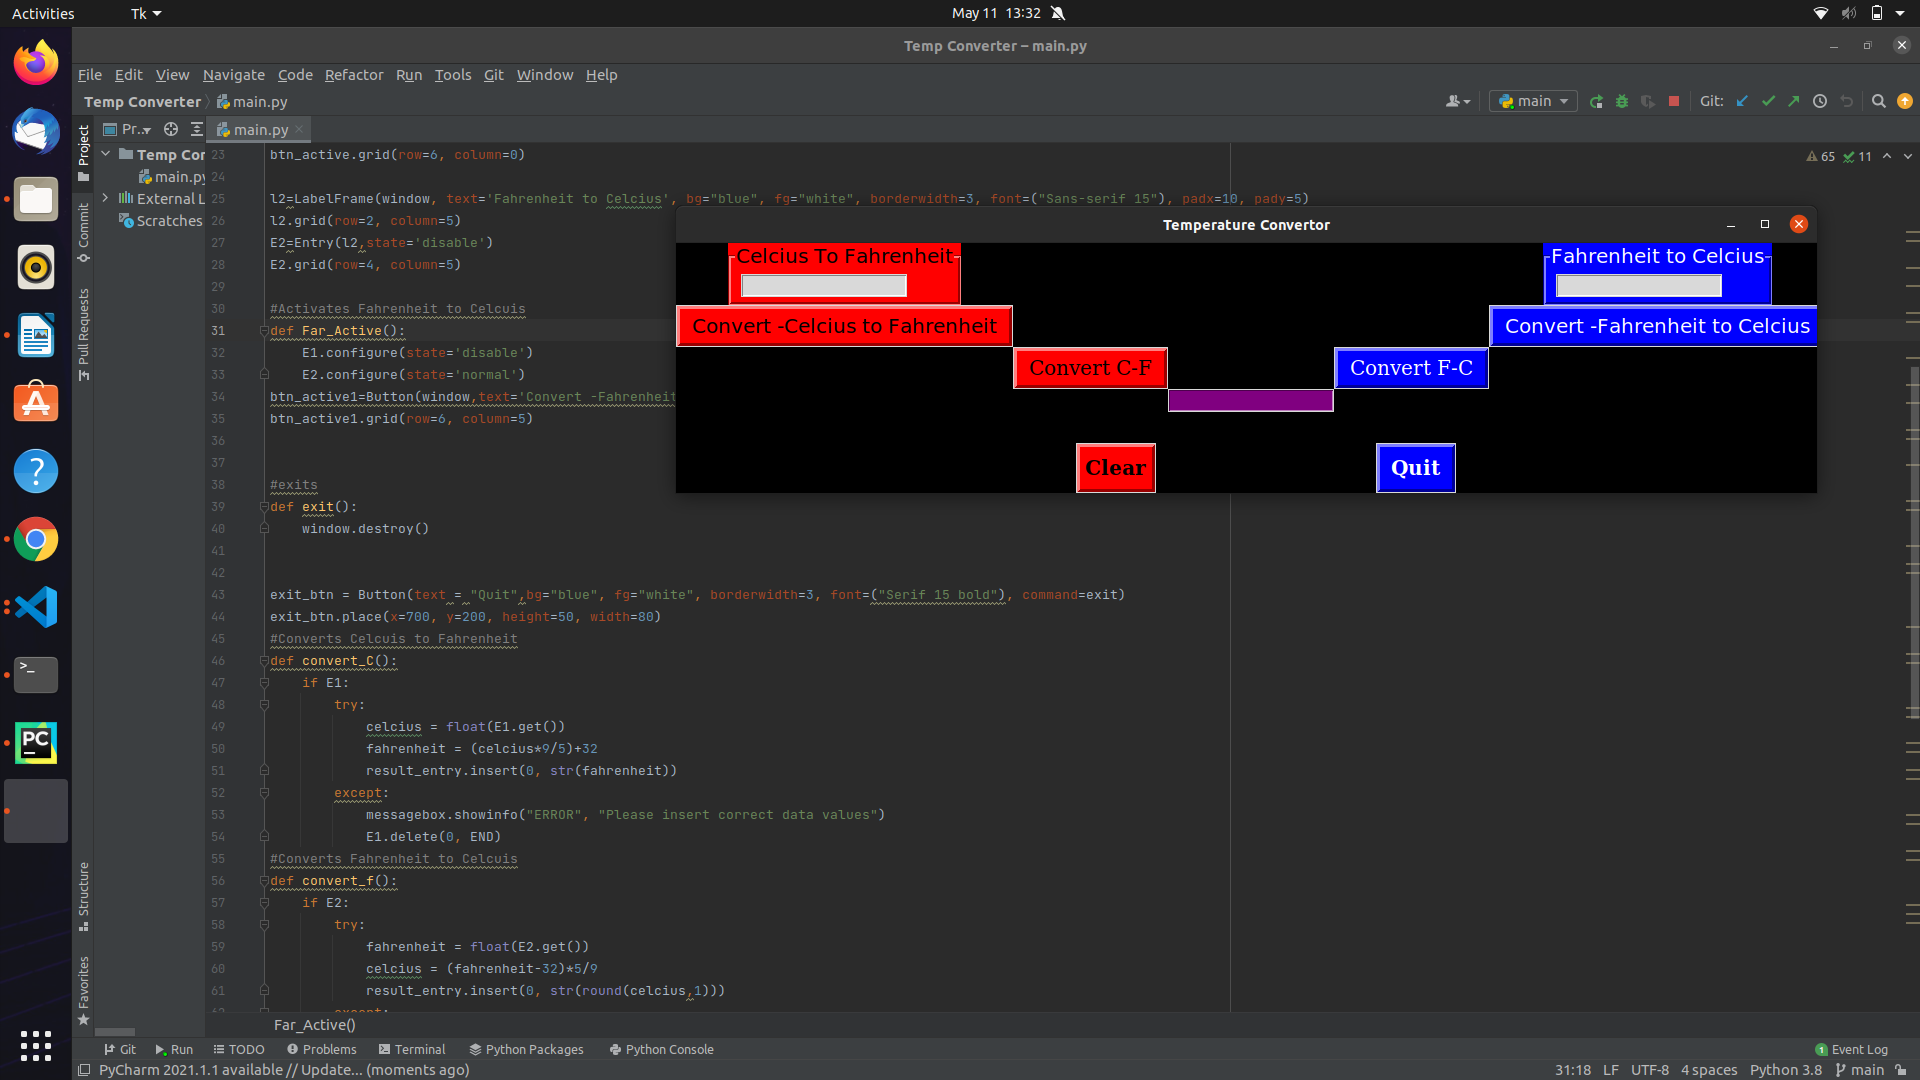 Activities
Tk
May 11 13:32
Temp Converter – main.py
File Edit View Navigate Code Refactor Run Tools Git Window Help
Temp Converter
main.py
main
Git:
Project
Commit
Pull Requests
Structure
Favorites
Pr..
Temp Cor
main.py
External L
Scratches
main.py
65 11
23 btn_active.grid(row=6, column=0)
24
25 l2=LabelFrame(window, text='Fahrenheit to Celcius', bg="blue", fg="white", borderwidth=3, font=("Sans-serif 15"), padx=10, pady=5)
26 l2.grid(row=2, column=5)
27 E2=Entry(l2,state='disable')
28 E2.grid(row=4, column=5)
29
30 #Activates Fahrenheit to Celcuis
31 def Far_Active():
32 E1.configure(state='disable')
33 E2.configure(state='normal')
34 btn_active1=Button(window,text='Convert -Fahrenheit
35 btn_active1.grid(row=6, column=5)
36
37
38 #exits
39 def exit():
40 window.destroy()
41
42
43 exit_btn = Button(text = "Quit",bg="blue", fg="white", borderwidth=3, font=("Serif 15 bold"), command=exit)
44 exit_btn.place(x=700, y=200, height=50, width=80)
45 #Converts Celcuis to Fahrenheit
46 def convert_C():
47 if E1:
48 try:
49 celcius = float(E1.get())
50 fahrenheit = (celcius*9/5)+32
51 result_entry.insert(0, str(fahrenheit))
52 except:
53 messagebox.showinfo("ERROR", "Please insert correct data values")
54 E1.delete(0, END)
55 #Converts Fahrenheit to Celcuis
56 def convert_f():
57 if E2:
58 try:
59 fahrenheit = float(E2.get())
60 celcius = (fahrenheit-32)*5/9
61 result_entry.insert(0, str(round(celcius,1)))
Temperature Convertor
Celcius To Fahrenheit
Fahrenheit to Celcius
Convert -Celcius to Fahrenheit
Convert -Fahrenheit to Celcius
Convert C-F
Convert F-C
Clear
Quit
Far_Active()
Git Run TODO Problems Terminal Python Packages Python Console
1 Event Log
PyCharm 2021.1.1 available // Update... (moments ago)
31:18 LF UTF-8 4 spaces Python 3.8 main
PC